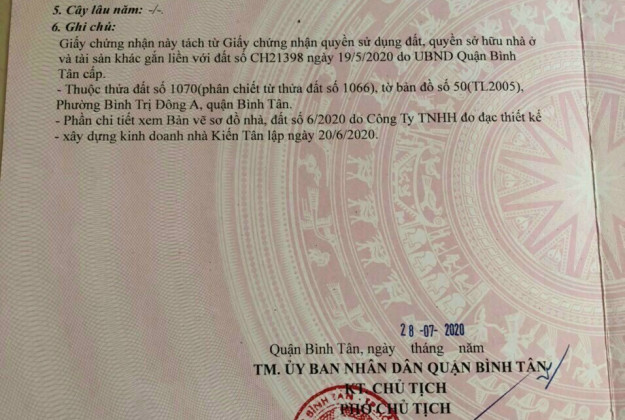 5. Cây lâu năm: -/-.
6. Ghi chú:
Giấy chứng nhận này tách từ Giấy chứng nhận quyền sử dụng đất, quyền sở hữu nhà ở
và tài sản khác gắn liền với đất số CH21398 ngày 19/5/2020 do UBND Quận Bình
Tân cấp.
- Thuộc thửa đất số 1070(phân chiết từ thửa đất số 1066), tờ bản đồ số 50(TL2005),
Phường Bình Trị Đông A, quận Bình Tân.
- Phần chi tiết xem Bản vẽ sơ đồ nhà, đất số 6/2020 do Công Ty TNHH đo đạc thiết kế
- xây dựng kinh doanh nhà Kiến Tân lập ngày 20/6/2020.
28 -07- 2020
Quận Bình Tân, ngày tháng năm
TM. ỦY BAN NHÂN DÂN QUẬN BÌNH TÂN
KT. CHỦ TỊCH
PHÓ CHỦ TỊCH